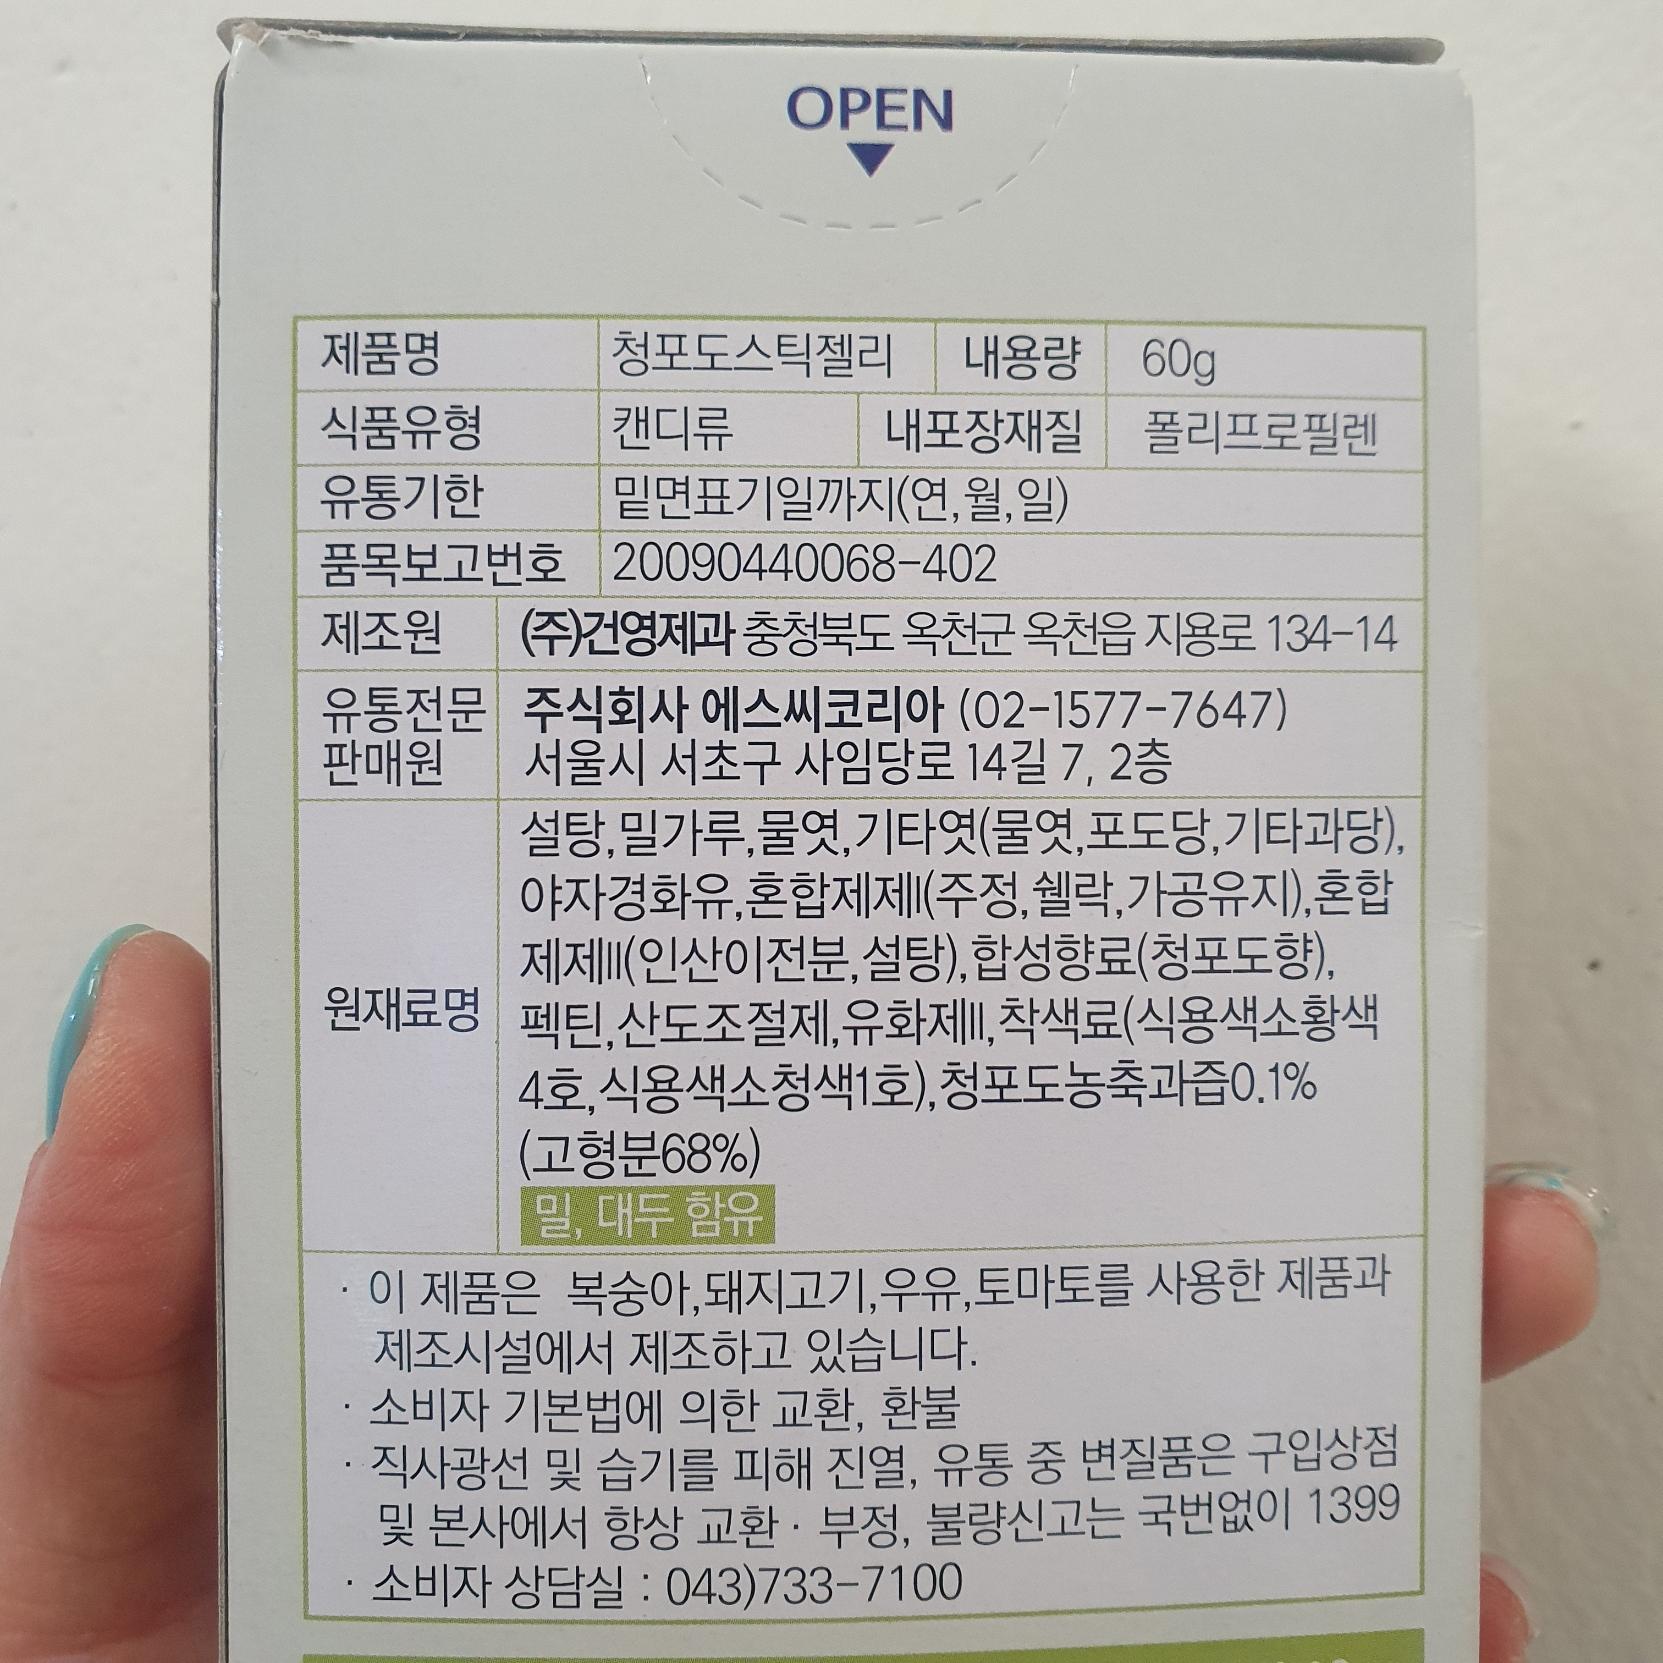 OPEN
제품명 청포도스틱젤리 내용량 60g
식품유형 캔디류 내포장재질 폴리프로필렌
유통기한 밑면표기일까지(연,월,일)
품목보고번호 20090440068-402
제조원 (주)건영제과 충청북도 옥천군 옥천읍 지용로 134-14
유통전문 주식회사 에스씨코리아 (02-1577-7647)
판매원 서울시 서초구 사임당로 14길 7, 2층
원재료명
설탕,밀가루,물엿,기타엿(물엿,포도당,기타과당),
야자경화유,혼합제제I(주정,쉘락,가공유지),혼합
제제II(인산이전분,설탕),합성향료(청포도향),
펙틴,산도조절제,유화제II,착색료(식용색소황색
4호,식용색소청색1호),청포도농축과즙0.1%
(고형분68%)
밀, 대두 함유
· 이 제품은 복숭아,돼지고기,우유,토마토를 사용한 제품과
제조시설에서 제조하고 있습니다.
· 소비자 기본법에 의한 교환, 환불
· 직사광선 및 습기를 피해 진열, 유통 중 변질품은 구입상점
및 본사에서 항상 교환 · 부정, 불량신고는 국번없이 1399
· 소비자 상담실 : 043)733-7100